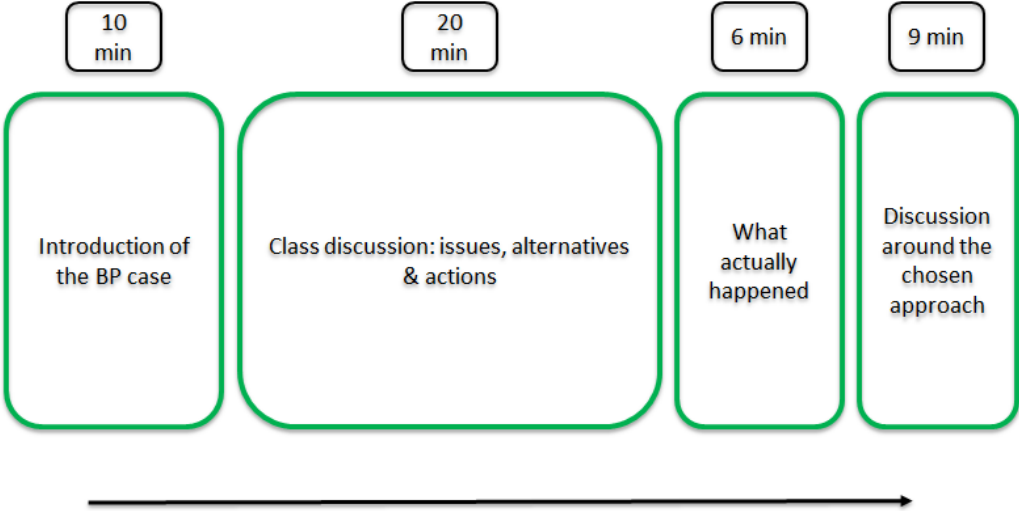 10
min
20
min
6 min
9 min
Introduction of
the BP case
Class discussion: issues, alternatives
& actions
What
actually
happened
Discussion
around the
chosen
approach